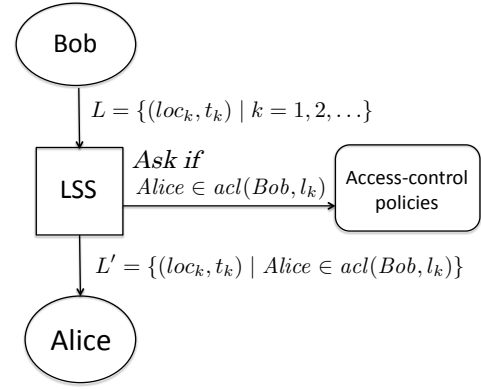 Bob
L = {(loc_k, t_k) | k = 1, 2, . . .}
LSS
Ask if
Alice ∈ acl(Bob, l_k)
Access-control
policies
L′ = {(loc_k, t_k) | Alice ∈ acl(Bob, l_k)}
Alice